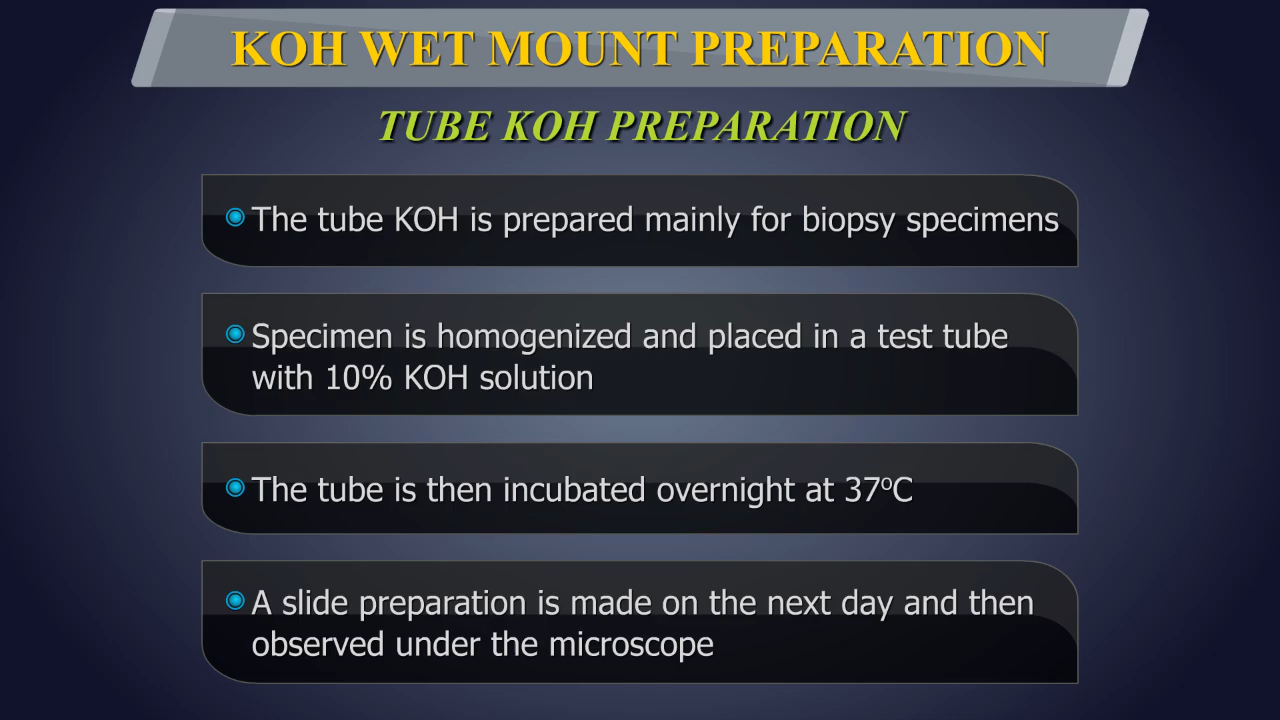 KOH WET MOUNT PREPARATION
TUBE KOH PREPARATION
The tube KOH is prepared mainly for biopsy specimens
Specimen is homogenized and placed in a test tube
with 10% KOH solution
The tube is then incubated overnight at 37ºC
A slide preparation is made on the next day and then
observed under the microscope